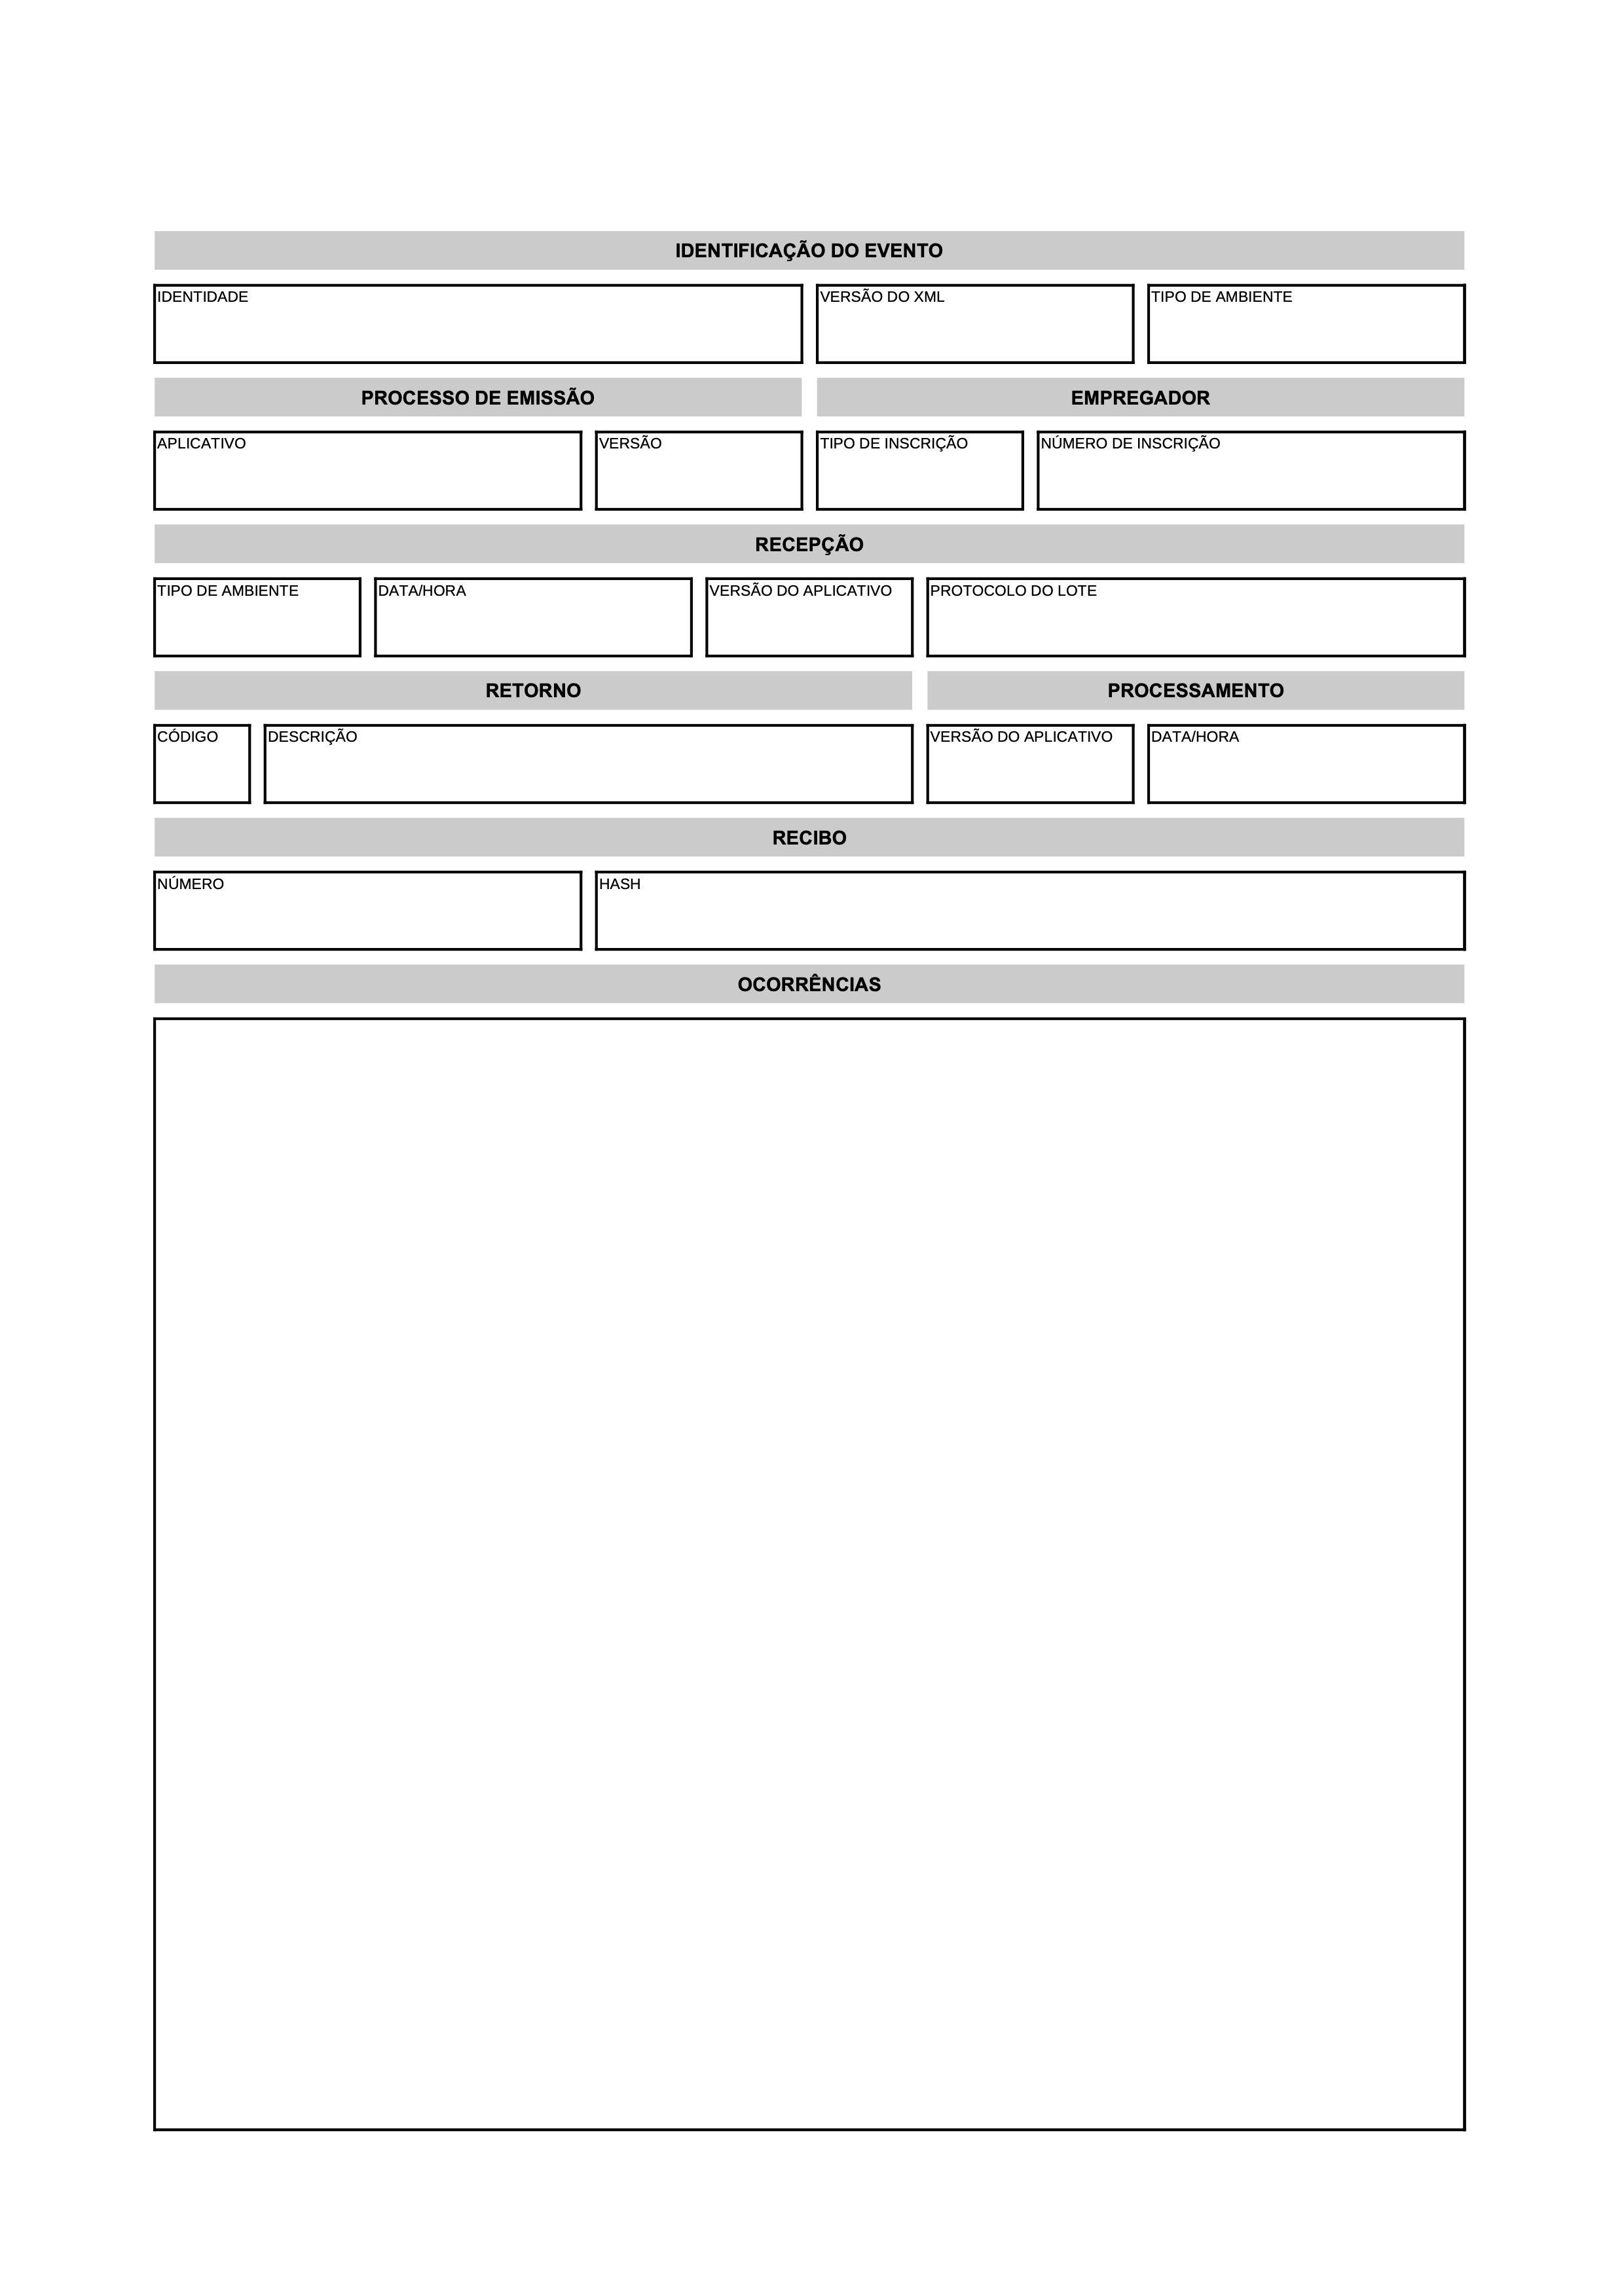 IDENTIFICAÇÃO DO EVENTO
IDENTIDADE
VERSÃO DO XML
TIPO DE AMBIENTE
PROCESSO DE EMISSÃO
EMPREGADOR
APLICATIVO
VERSÃO
TIPO DE INSCRIÇÃO
NÚMERO DE INSCRIÇÃO
RECEPÇÃO
TIPO DE AMBIENTE
DATA/HORA
VERSÃO DO APLICATIVO
PROTOCOLO DO LOTE
RETORNO
PROCESSAMENTO
CÓDIGO
DESCRIÇÃO
VERSÃO DO APLICATIVO
DATA/HORA
RECIBO
NÚMERO
HASH
OCORRÊNCIAS